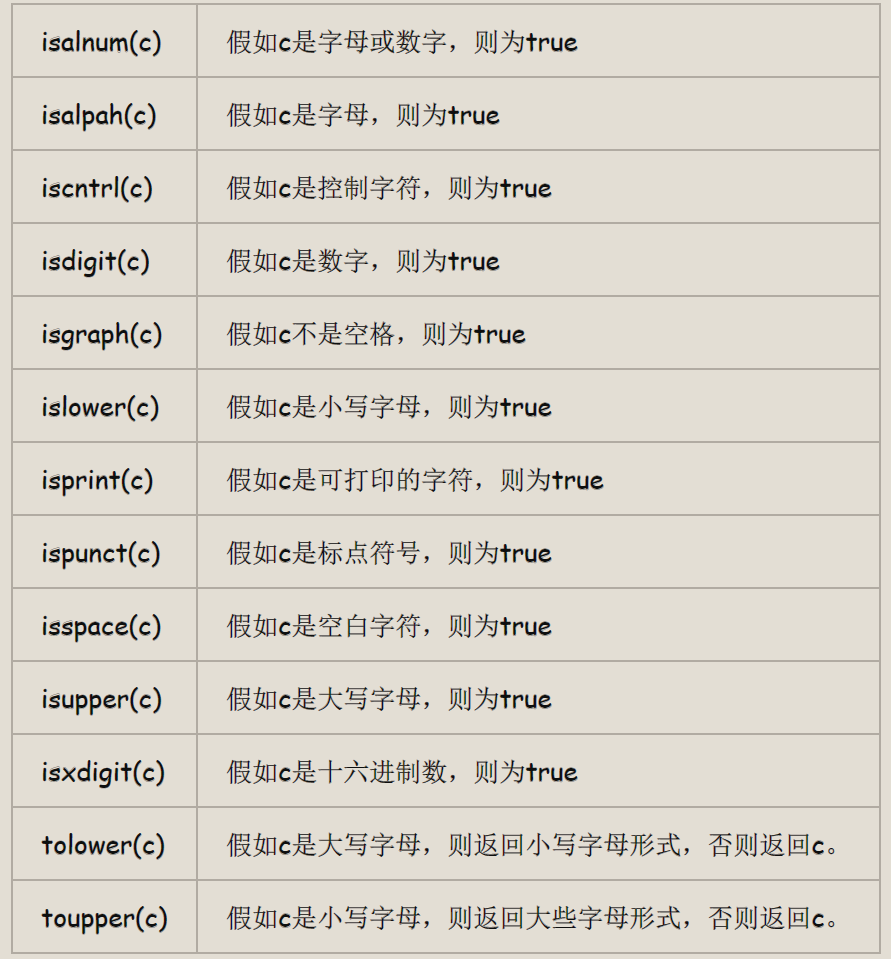 isalnum(c) 假如c是字母或数字，则为true
isalpah(c) 假如c是字母，则为true
iscntrl(c) 假如c是控制字符，则为true
isdigit(c) 假如c是数字，则为true
isgraph(c) 假如c不是空格，则为true
islower(c) 假如c是小写字母，则为true
isprint(c) 假如c是可打印的字符，则为true
ispunct(c) 假如c是标点符号，则为true
isspace(c) 假如c是空白字符，则为true
isupper(c) 假如c是大写字母，则为true
isxdigit(c) 假如c是十六进制数，则为true
tolower(c) 假如c是大写字母，则返回小写字母形式，否则返回c。
toupper(c) 假如c是小写字母，则返回大些字母形式，否则返回c。